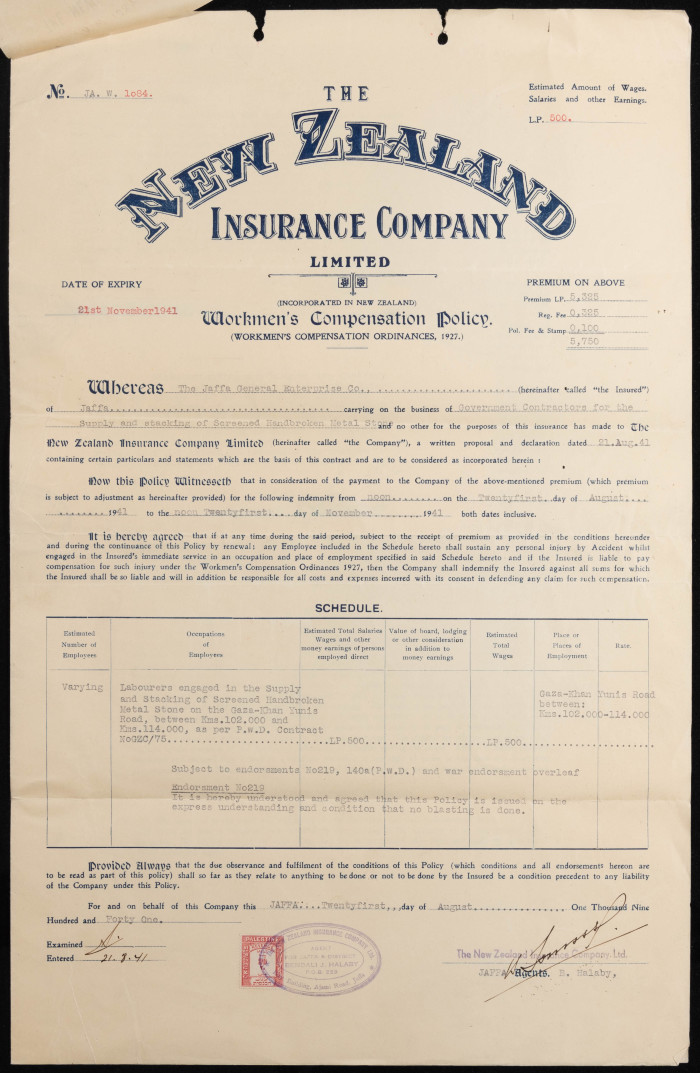 No. JA. W. 1o84.
Estimated Amount of Wages.
Salaries and other Earnings.
L.P. 500.
THE
NEW ZEALAND
INSURANCE COMPANY
LIMITED
DATE OF EXPIRY
21st November1941
PREMIUM ON ABOVE
Premium LP. 5,325
Reg. Fee 0,325
Pol. Fee & Stamp 0,100
5,750
(INCORPORATED IN NEW ZEALAND)
Workmen's Compensation Policy.
(WORKMEN'S COMPENSATION ORDINANCES, 1927.)
Whereas The Jaffa General Enterprize Co., (hereinafter called "the Insured")
of Jaffa. carrying on the business of Government Contractors for the
Supply and stacking of Screened Handbroken Metal Stone and no other for the purposes of this insurance has made to The
New Zealand Insurance Company Limited (hereinafter called "the Company"), a written proposal and declaration dated 21.Aug.41
containing certain particulars and statements which are the basis of this contract and are to be considered as incorporated herein :
Now this Policy Witnesseth that in consideration of the payment to the Company of the above-mentioned premium (which premium
is subject to adjustment as hereinafter provided) for the following indemnity from noon on the Twentyfirst day of August
1941 to the noon Twentyfirst day of November 1941 both dates inclusive.
It is hereby agreed that if at any time during the said period, subject to the receipt of premium as provided in the conditions hereunder
and during the continuance of this Policy by renewal: any Employee included in the Schedule hereto shall sustain any personal injury by Accident whilst
engaged in the Insured's immediate service in an occupation and place of employment specified in said Schedule hereto and if the Insured is liable to pay
compensation for such injury under the Workmen's Compensation Ordinances 1927, then the Company shall indemnify the Insured against all sums for which
the Insured shall be so liable and will in addition be responsible for all costs and expenses incurred with its consent in defending any claim for such compensation.
SCHEDULE.
Estimated Number of Employees
Occupations of Employees
Estimated Total Salaries Wages and other money earnings of persons employed direct
Value of board, lodging or other consideration in addition to money earnings
Estimated Total Wages
Place or Places of Employment
Rate.
Varying
Labourers engaged in the Supply
and Stacking of Screened Handbroken
Metal Stone on the Gaza-Khan Yunis
Road, between Kms.102.000 and
Kms.114.000, as per P.W.D. Contract
NoGZC/75. LP.500. LP.500.
Gaza-Khan Yunis Road
between:
Kms.102.000-114.000
Subject to endorsments No219, 140a(P.W.D.) and war endorsment overleaf
Endorsment No219
It is hereby understood and agreed that this Policy is issued on the
express understanding and condition that no blasting is done.
Provided Always that the due observance and fulfillment of the conditions of this Policy (which conditions and all endorsements hereon are
to be read as part of this policy) shall so far as they relate to anything to be done or not to be done by the Insured be a condition precedent to any liability
of the Company under this Policy.
For and on behalf of this Company this JAFFA: Twentyfirst day of August One Thousand Nine
Hundred and Forty One.
Examined
Entered 21.8.41
PALESTINE
ZEALAND INSURANCE COMPANY
AGENT
The New Zealand Insurance Company, Ltd.
JAFFA Agents. B. Malaby,